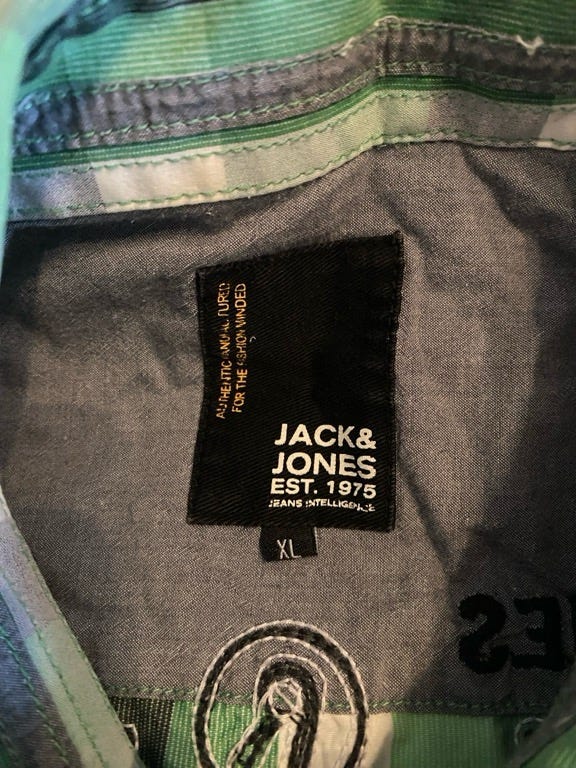 AUTHENTIC MANUFACTURED
FOR THE FASHION MINDED
JACK&
JONES
EST. 1975
JEANS INTELLIGENCE
XL